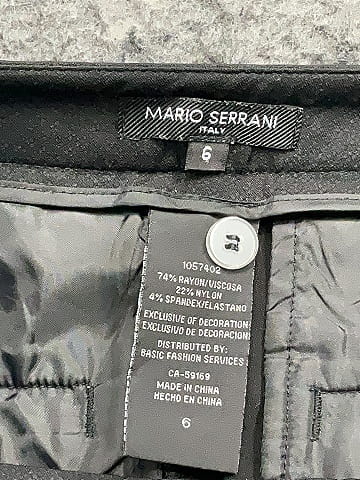 MARIO SERRANI
ITALY
6
1057402
74% RAYON/VISCOSA
22% NYLON
4% SPANDEX/ELASTANO
EXCLUSIVE OF DECORATION
EXCLUSIVO DE DECORACION
DISTRIBUTED BY:
BASIC FASHION SERVICES
CA-59169
MADE IN CHINA
HECHO EN CHINA
6